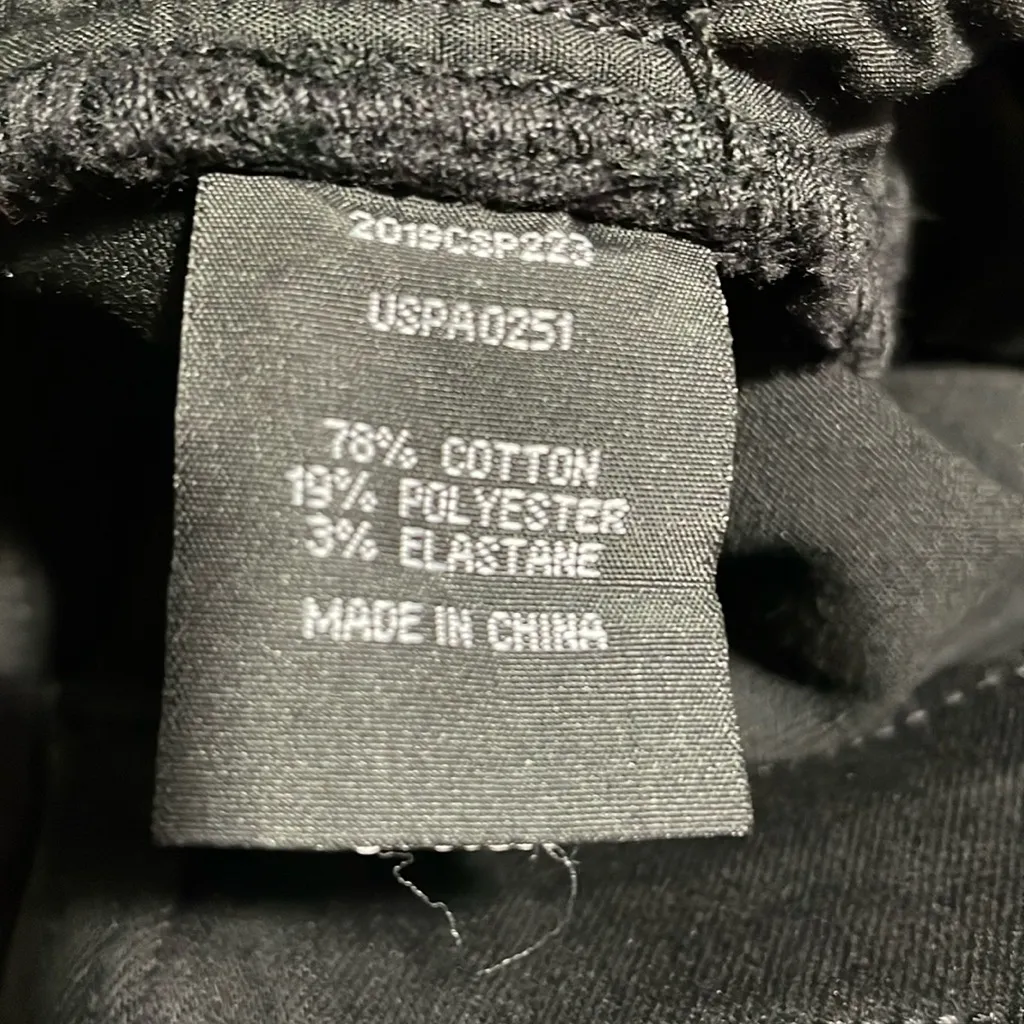 2019CSP223
USPA0251
78% COTTON
19% POLYESTER
3% ELASTANE
MADE IN CHINA